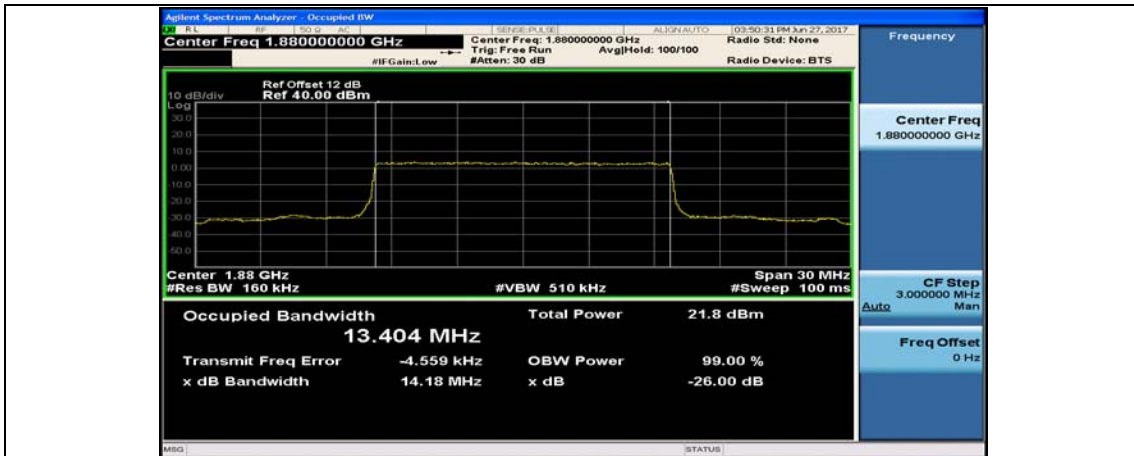 Agilent Spectrum Analyzer - Occupied BW
RL RF 50 Ω AC SENSE:PULSE ALIGN AUTO 03:50:31 PM Jun 27, 2017
Center Freq 1.880000000 GHz
Center Freq: 1.880000000 GHz
Radio Std: None
Trig: Free Run Avg|Hold: 100/100
#IFGain:Low #Atten: 30 dB Radio Device: BTS
Ref Offset 12 dB
10 dB/div Ref 40.00 dBm
Log
30.0
20.0
10.0
0.00
-10.0
-20.0
-30.0
-40.0
-50.0
Center 1.88 GHz Span 30 MHz
#Res BW 160 kHz #VBW 510 kHz #Sweep 100 ms
Occupied Bandwidth Total Power 21.8 dBm
13.404 MHz
Transmit Freq Error -4.559 kHz OBW Power 99.00 %
x dB Bandwidth 14.18 MHz x dB -26.00 dB
MSG STATUS
Frequency
Center Freq
1.880000000 GHz
CF Step
3.000000 MHz
Auto Man
Freq Offset
0 Hz